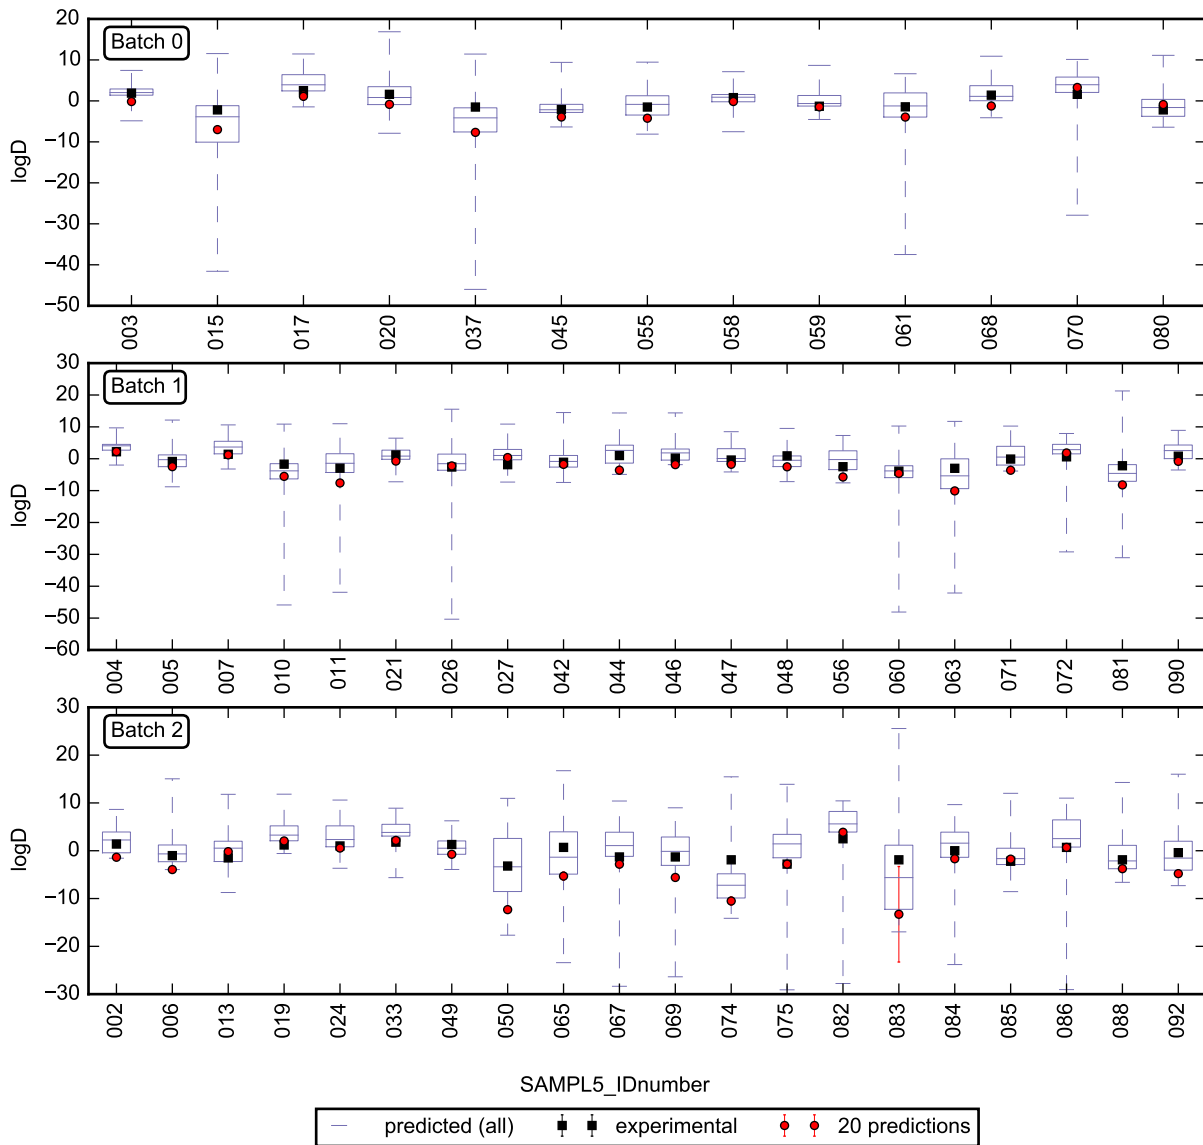 20
10
0
−10
−20
−30
−40
−50
logD
Batch 0
003 015 017 020 037 045 055 058 059 061 068 070 080
30
20
10
0
−10
−20
−30
−40
−50
−60
logD
Batch 1
004 005 007 010 011 021 026 027 042 044 046 047 048 056 060 063 071 072 081 090
30
20
10
0
−10
−20
−30
logD
Batch 2
002 006 013 019 024 033 049 050 065 067 069 074 075 082 083 084 085 086 088 092
SAMPL5_IDnumber
predicted (all) experimental 20 predictions